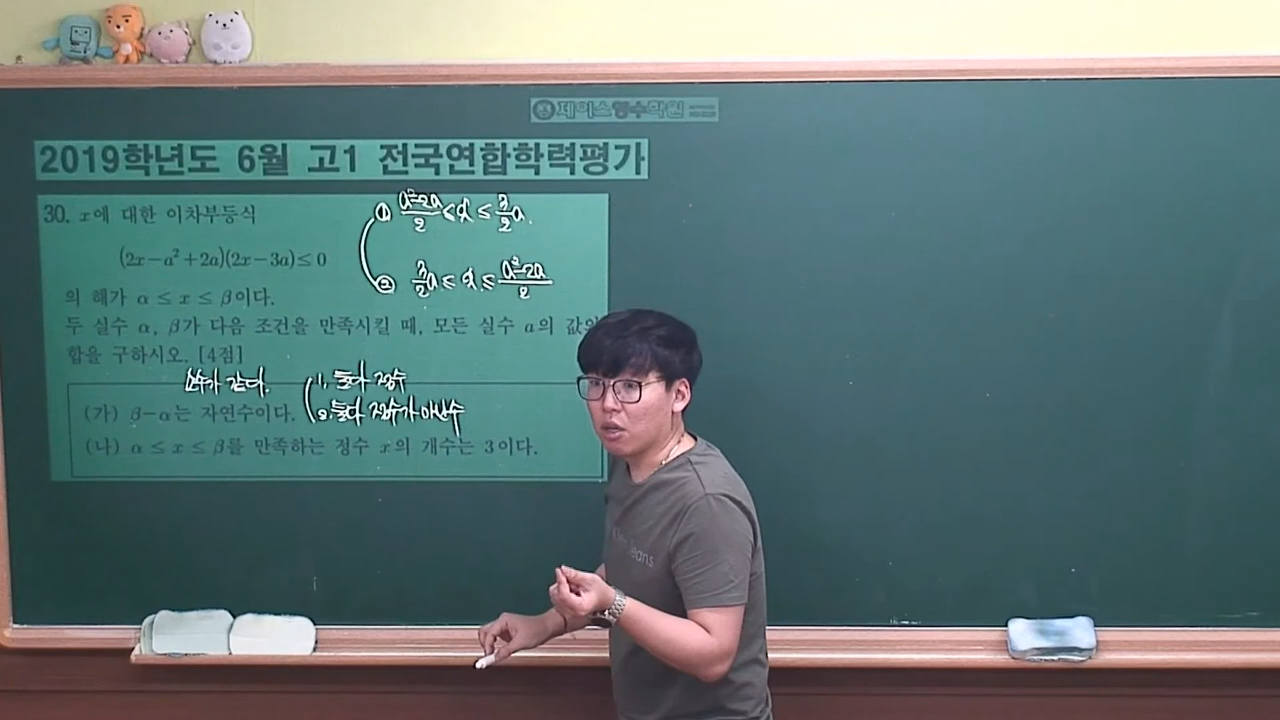 제이스영수학원
2019학년도 6월 고1 전국연합학력평가
30. x에 대한 이차부등식
(2x-a²+2a)(2x-3a)≤0
의 해가 α≤x≤β이다.
두 실수 α, β가 다음 조건을 만족시킬 때, 모든 실수 a의 값의
합을 구하시오. [4점]
(가) β-α는 자연수이다.
(나) α≤x≤β를 만족하는 정수 x의 개수는 3이다.
① (a²-2a)/2 < x ≤ 3/2 a.
② 3/2 a ≤ x ≤ (a²-2a)/2
소수가 같다.
1. 둘다 정수
2. 둘다 정수가 아닌수